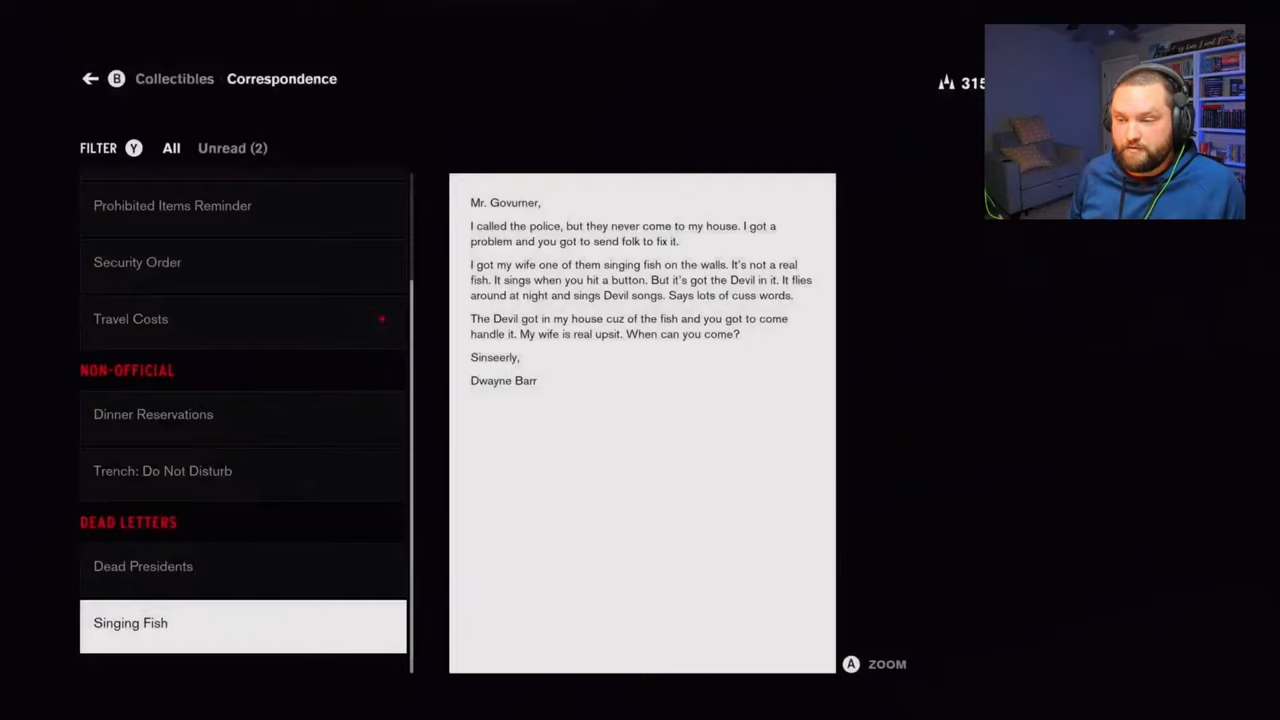 B Collectibles Correspondence
315
FILTER Y All Unread (2)
Prohibited Items Reminder
Security Order
Travel Costs
NON-OFFICIAL
Dinner Reservations
Trench: Do Not Disturb
DEAD LETTERS
Dead Presidents
Singing Fish
Mr. Govurner,
I called the police, but they never come to my house. I got a
problem and you got to send folk to fix it.
I got my wife one of them singing fish on the walls. It's not a real
fish. It sings when you hit a button. But it's got the Devil in it. It flies
around at night and sings Devil songs. Says lots of cuss words.
The Devil got in my house cuz of the fish and you got to come
handle it. My wife is real upsit. When can you come?
Sinseerly,
Dwayne Barr
A ZOOM